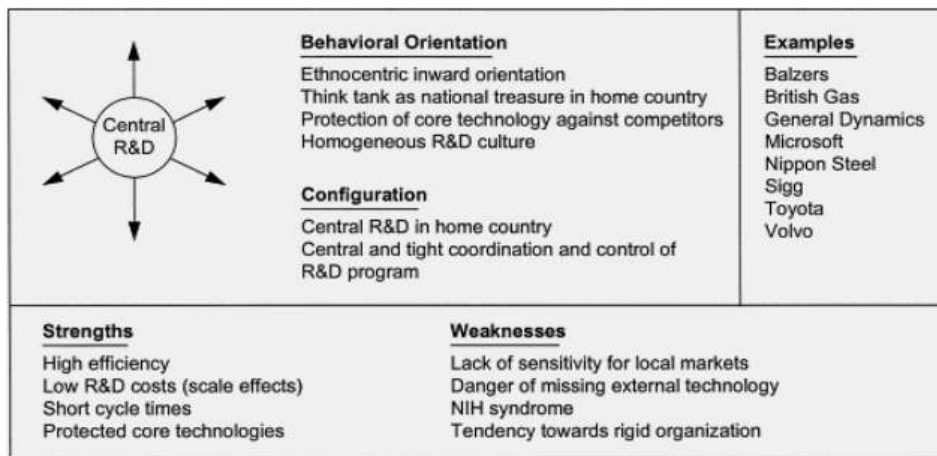 Central
R&D
Behavioral Orientation
Ethnocentric inward orientation
Think tank as national treasure in home country
Protection of core technology against competitors
Homogeneous R&D culture
Configuration
Central R&D in home country
Central and tight coordination and control of
R&D program
Examples
Balzers
British Gas
General Dynamics
Microsoft
Nippon Steel
Sigg
Toyota
Volvo
Strengths
High efficiency
Low R&D costs (scale effects)
Short cycle times
Protected core technologies
Weaknesses
Lack of sensitivity for local markets
Danger of missing external technology
NIH syndrome
Tendency towards rigid organization